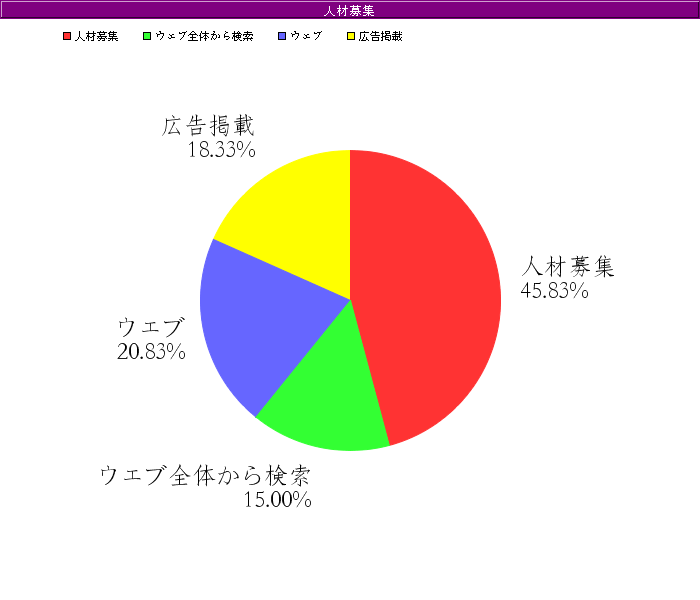 人材募集
人材募集
ウェブ全体から検索
ウェブ
広告掲載
広告掲載
18.33%
人材募集
45.83%
ウエブ
20.83%
ウエブ全体から検索
15.00%